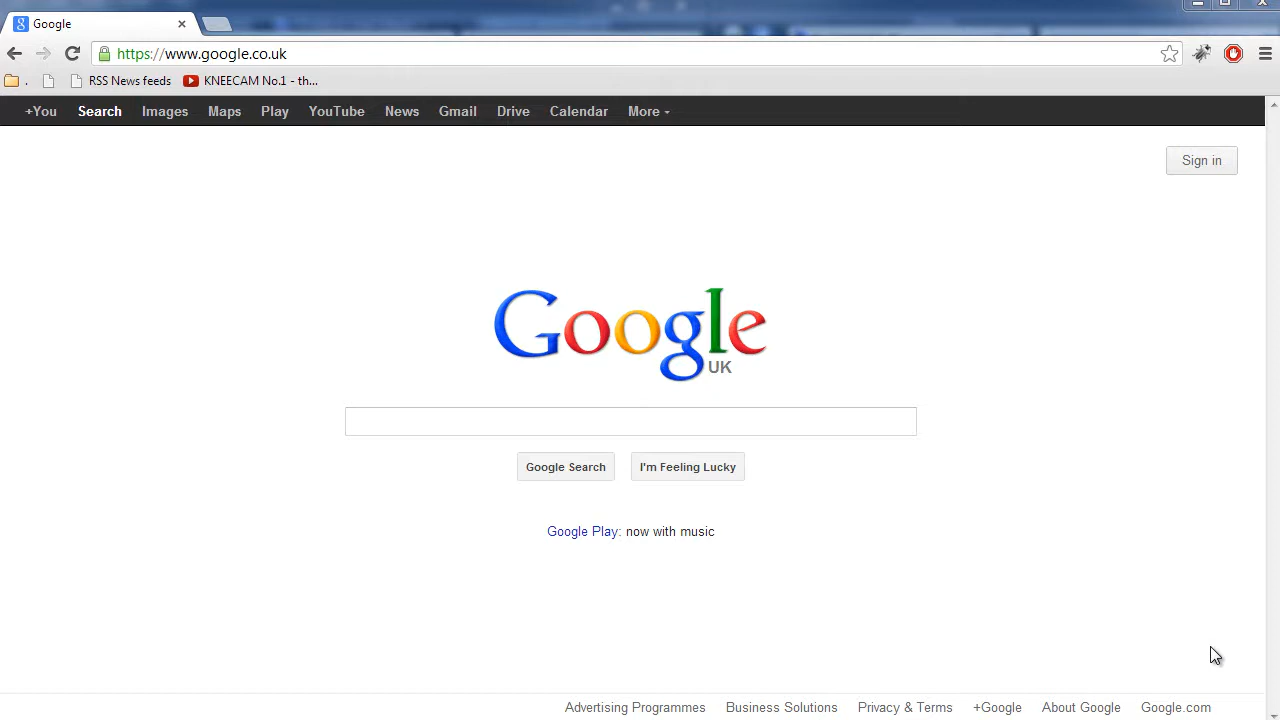 Google
https://www.google.co.uk
. RSS News feeds KNEECAM No.1 - th...
+You Search Images Maps Play YouTube News Gmail Drive Calendar More
Sign in
Google
UK
Google Search I'm Feeling Lucky
Google Play: now with music
Advertising Programmes Business Solutions Privacy & Terms +Google About Google Google.com